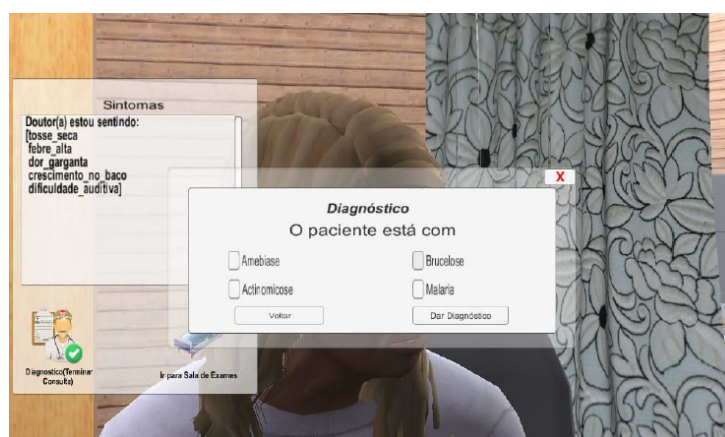 Sintomas
Doutor(a) estou sentindo:
[tosse_seca
febre_alta
dor_garganta
crescimento_no_baco
dificuldade_auditiva]
X
Diagnóstico
O paciente está com
Amebiase
Brucelose
Actinomicose
Malaria
Voltar
Dar Diagnóstico
Diagnostico(Terminar
Consulta)
Ir para Sala de Exames